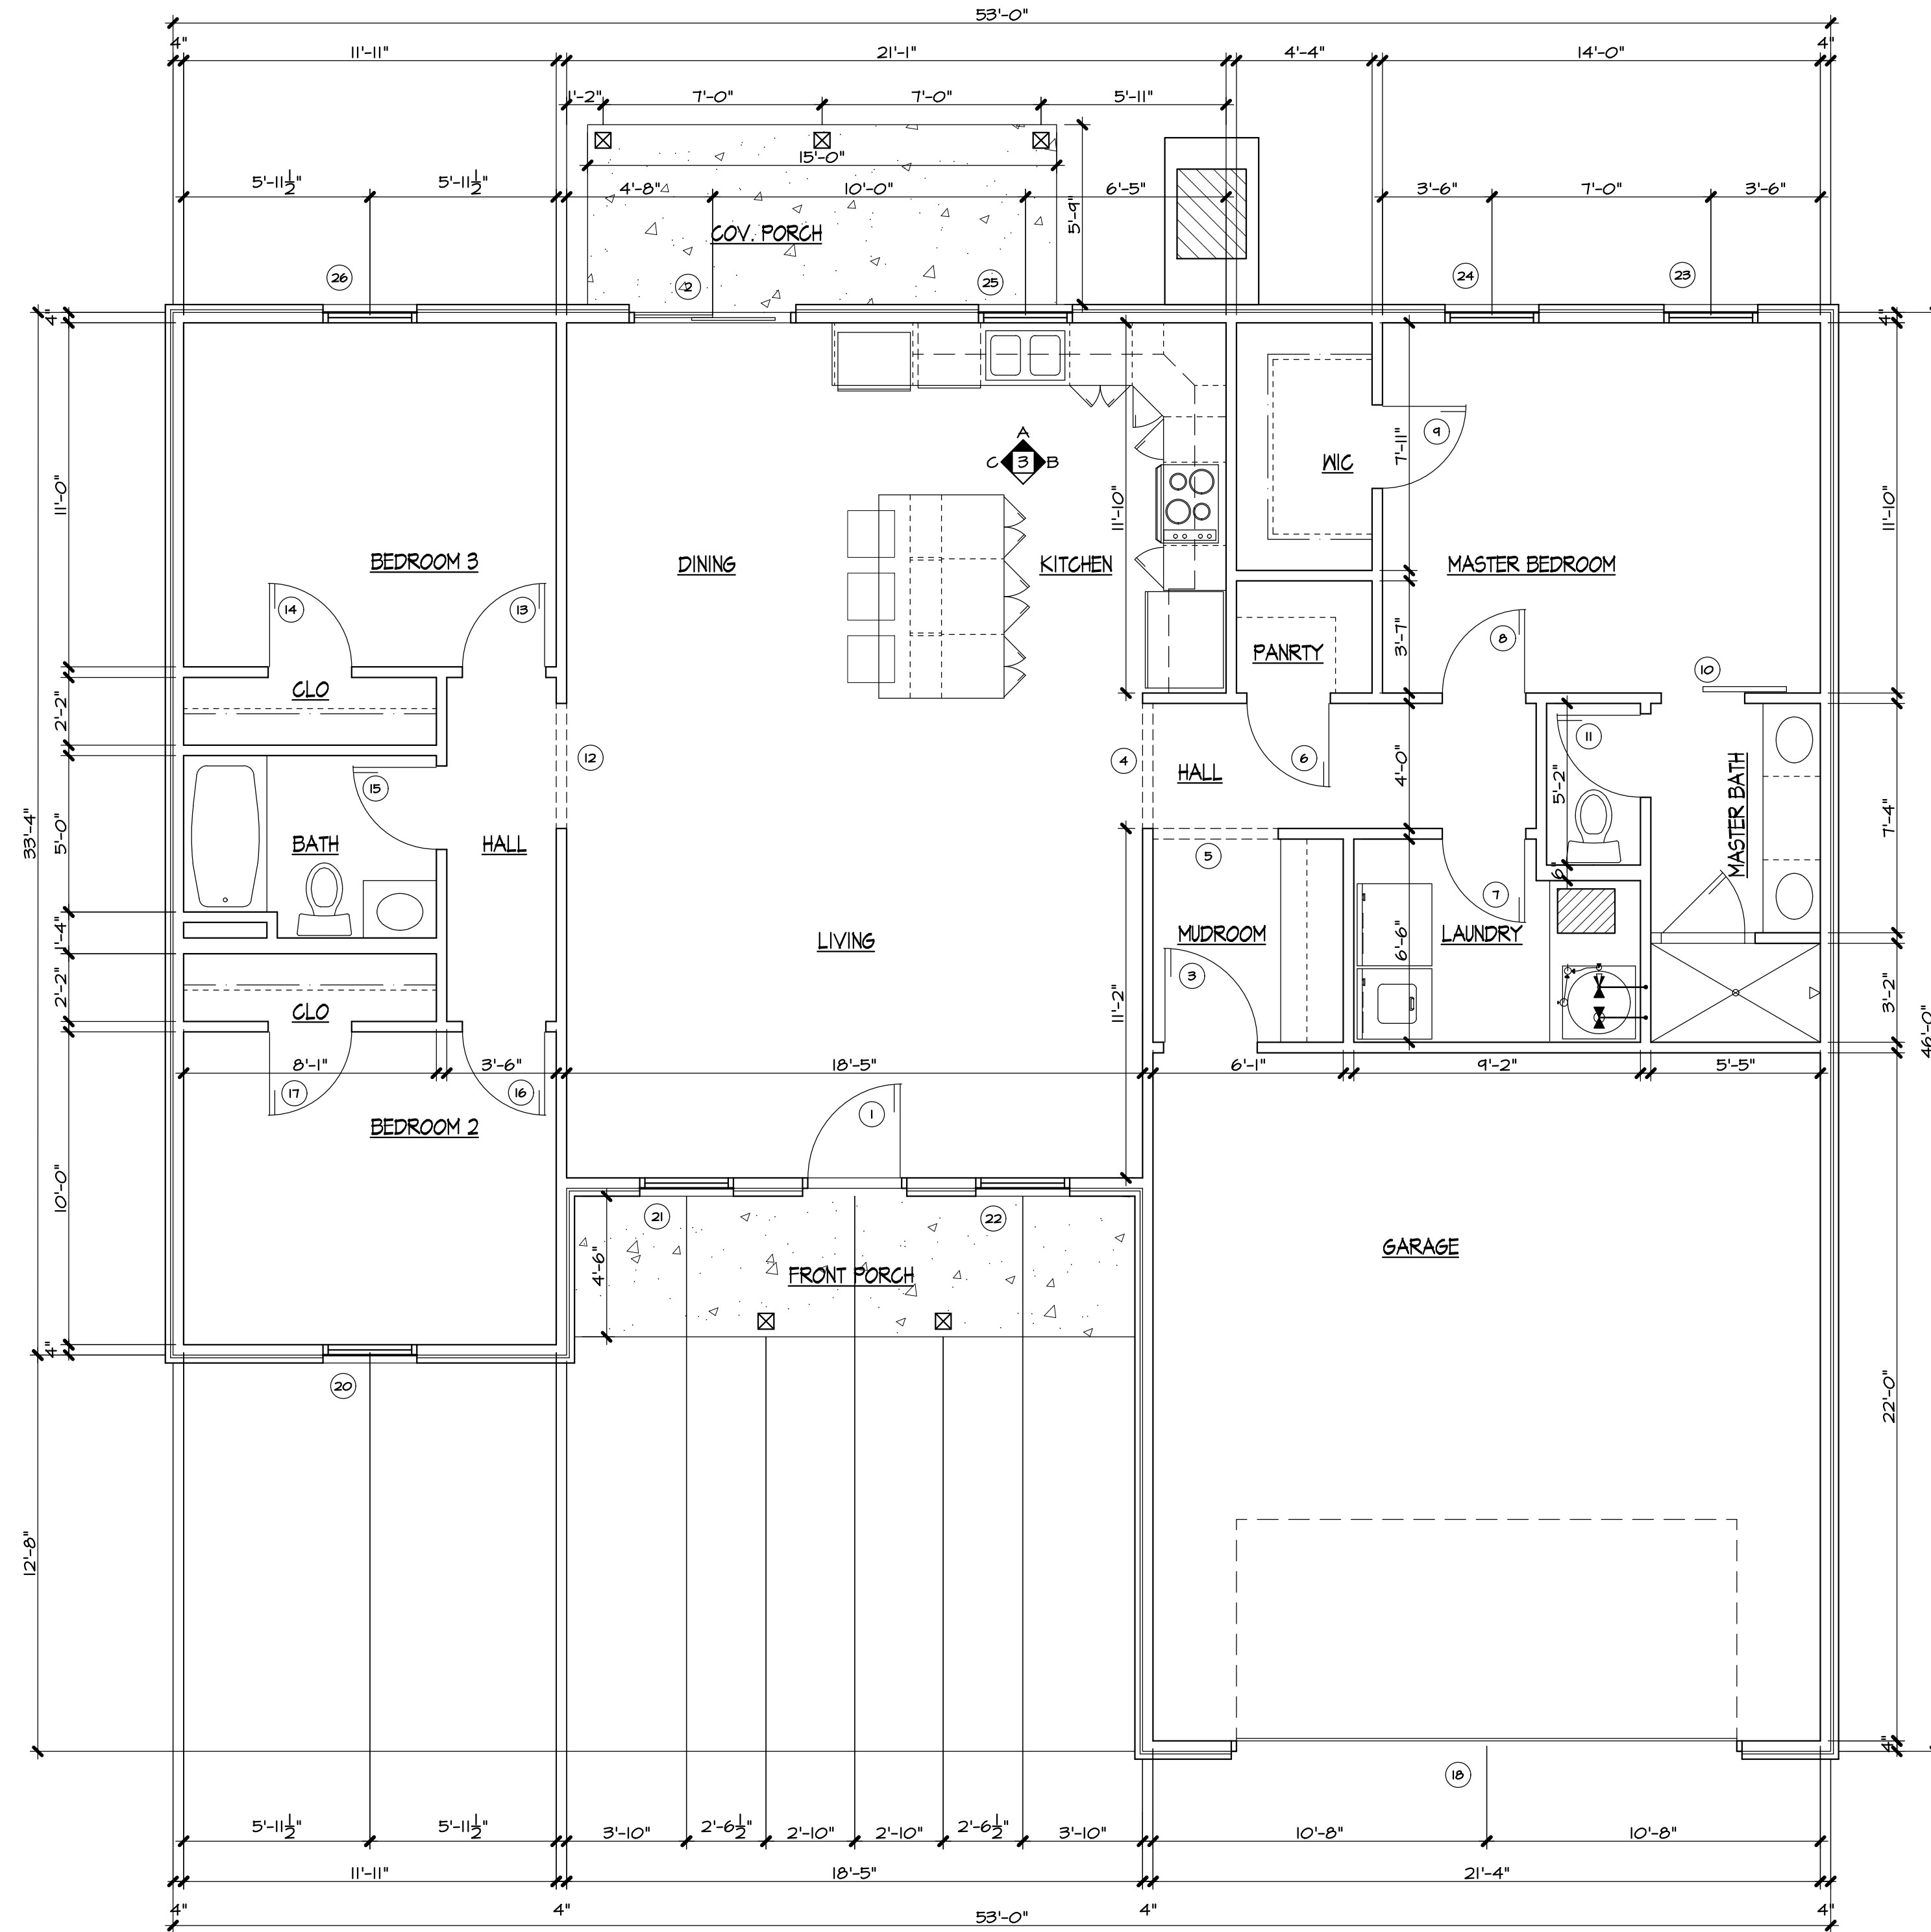 53'-0"
4" 11'-11" 21'-1" 4'-4" 14'-0" 4"
1'-2" 7'-0" 7'-0" 5'-11"
15'-0"
5'-11½" 5'-11½" 4'-8" 10'-0" 6'-5" 3'-6" 7'-0" 3'-6"
5'-9"
COV. PORCH
26 2 25 24 23
4" 4"
A
C 3 B
9
7'-11"
WIC
11'-0"
11'-10"
11'-10"
BEDROOM 3
DINING
KITCHEN
MASTER BEDROOM
14 13
8
3'-7"
PANRTY
10
CLO
2'-2"
12
4
HALL
6
4'-0"
11
5'-2"
MASTER BATH
15
33'-4"
5'-0"
BATH
HALL
7'-4"
5
6"
7
1'-4"
LIVING
MUDROOM
6'-6"
LAUNDRY
3
2'-2"
CLO
11'-2"
3'-2"
46'-0"
8'-1" 3'-6" 18'-5" 6'-1" 9'-2" 5'-5"
17 16
1
BEDROOM 2
10'-0"
21 22
4'-6"
FRONT PORCH
GARAGE
4"
20
22'-0"
12'-8"
4"
18
5'-11½" 5'-11½" 3'-10" 2'-6½" 2'-10" 2'-10" 2'-6½" 3'-10" 10'-8" 10'-8"
11'-11" 18'-5" 21'-4"
4" 4" 4" 4"
53'-0"